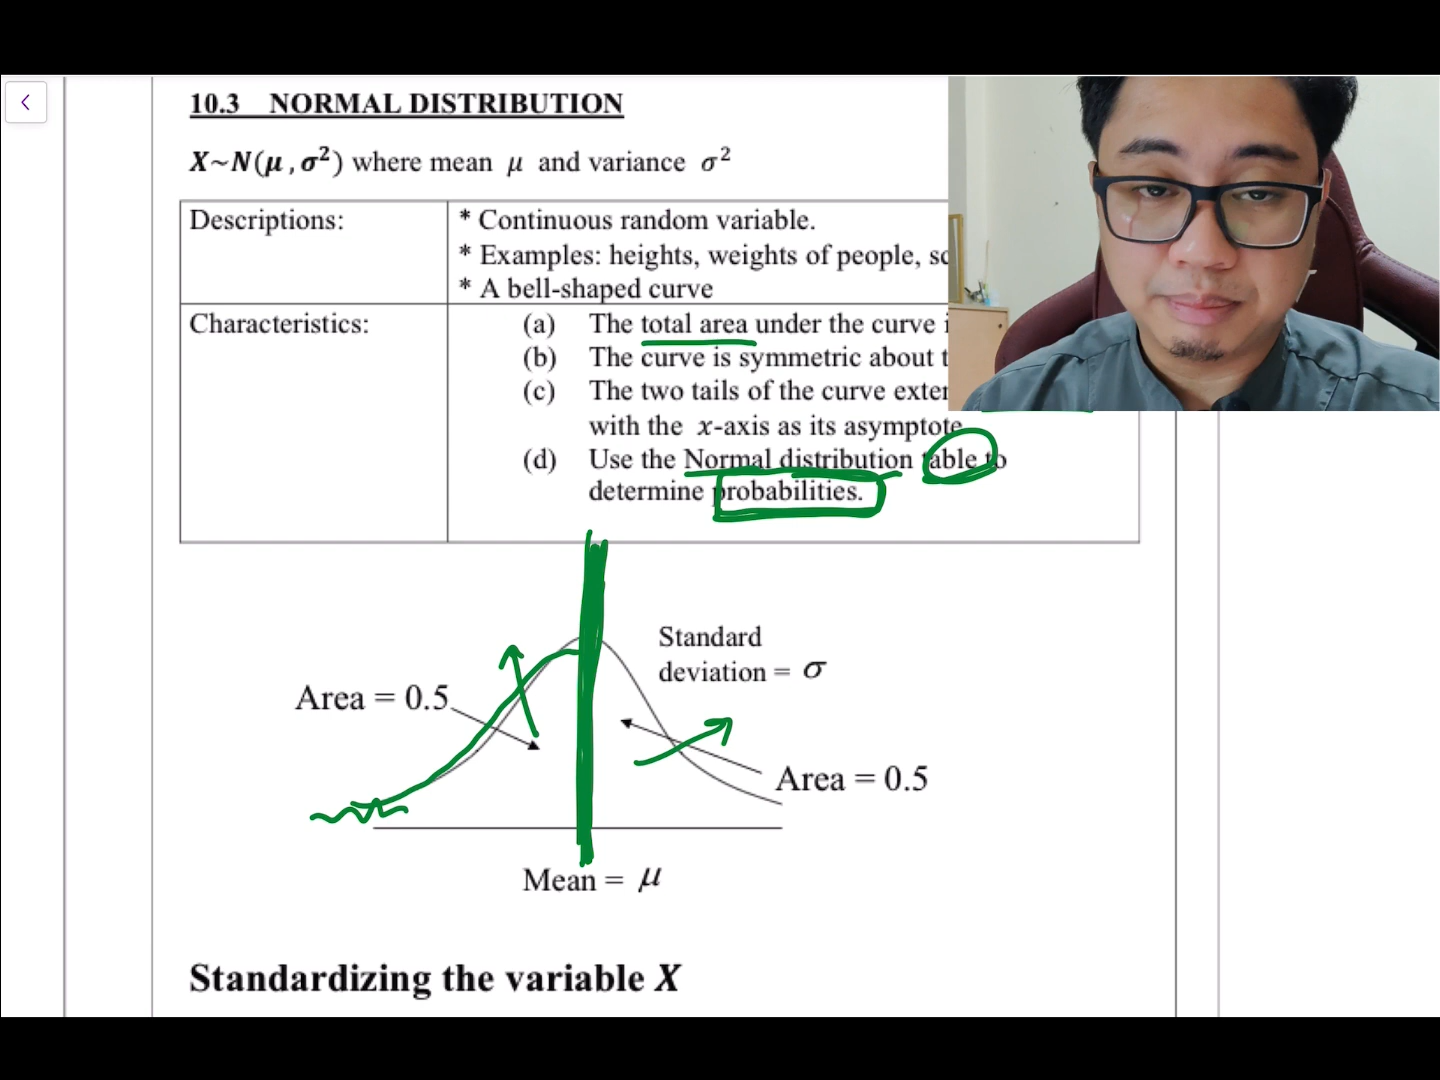 10.3 NORMAL DISTRIBUTION
X~N(μ, σ²) where mean μ and variance σ²
Descriptions:
* Continuous random variable.
* Examples: heights, weights of people,
* A bell-shaped curve
Characteristics:
(a) The total area under the curve
(b) The curve is symmetric about
(c) The two tails of the curve
with the x-axis as its asymptote
(d) Use the Normal distribution table to
determine probabilities.
Standard
deviation = σ
Area = 0.5
Area = 0.5
Mean = μ
Standardizing the variable X